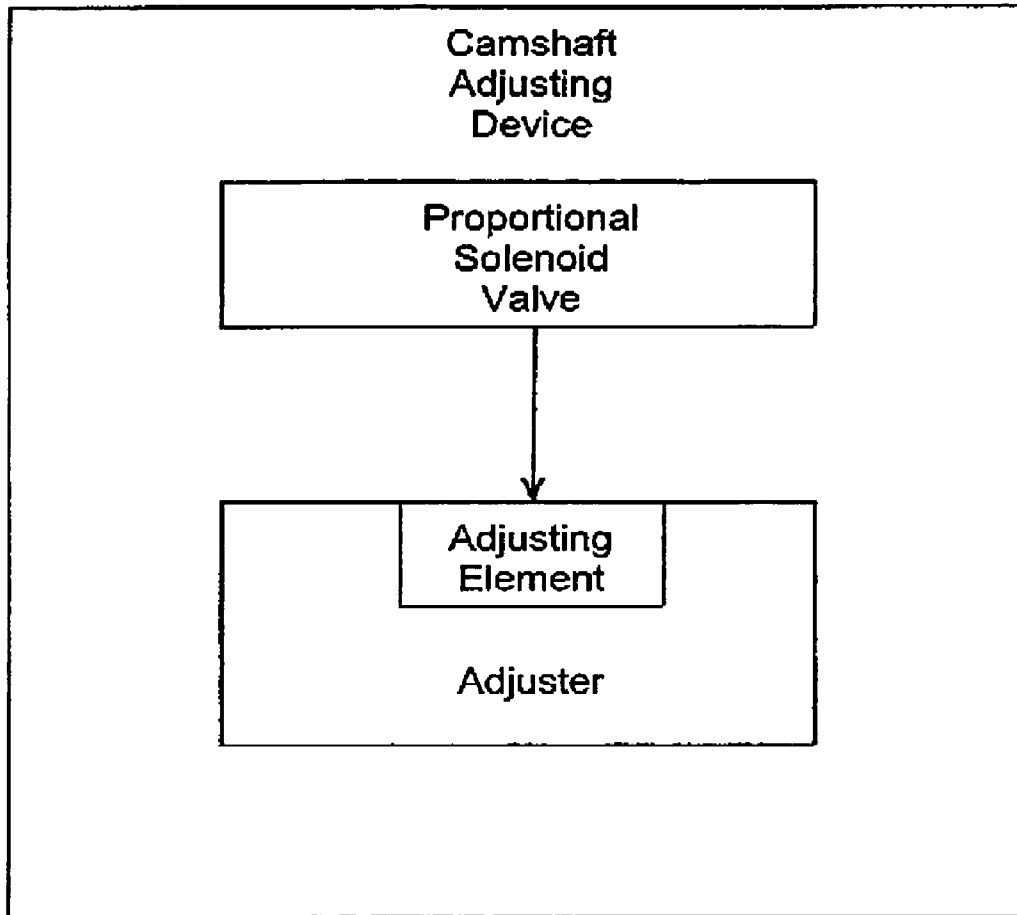 Camshaft
Adjusting
Device
Proportional
Solenoid
Valve
Adjusting
Element
Adjuster